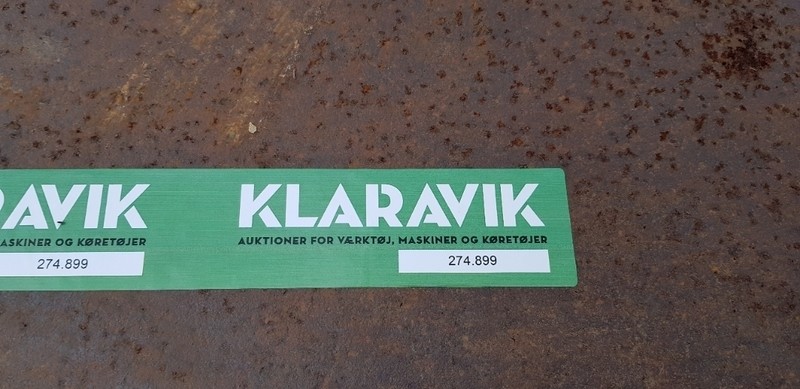 RAVIK
ASKINER OG KØRETØJER
274.899
KLARAVIK
AUKTIONER FOR VÆRKTØJ, MASKINER OG KØRETØJER
274.899